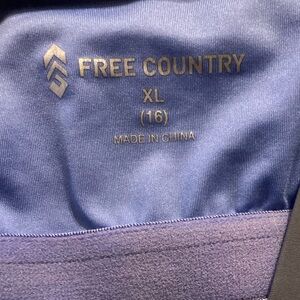 FREE COUNTRY
XL
(16)
MADE IN CHINA